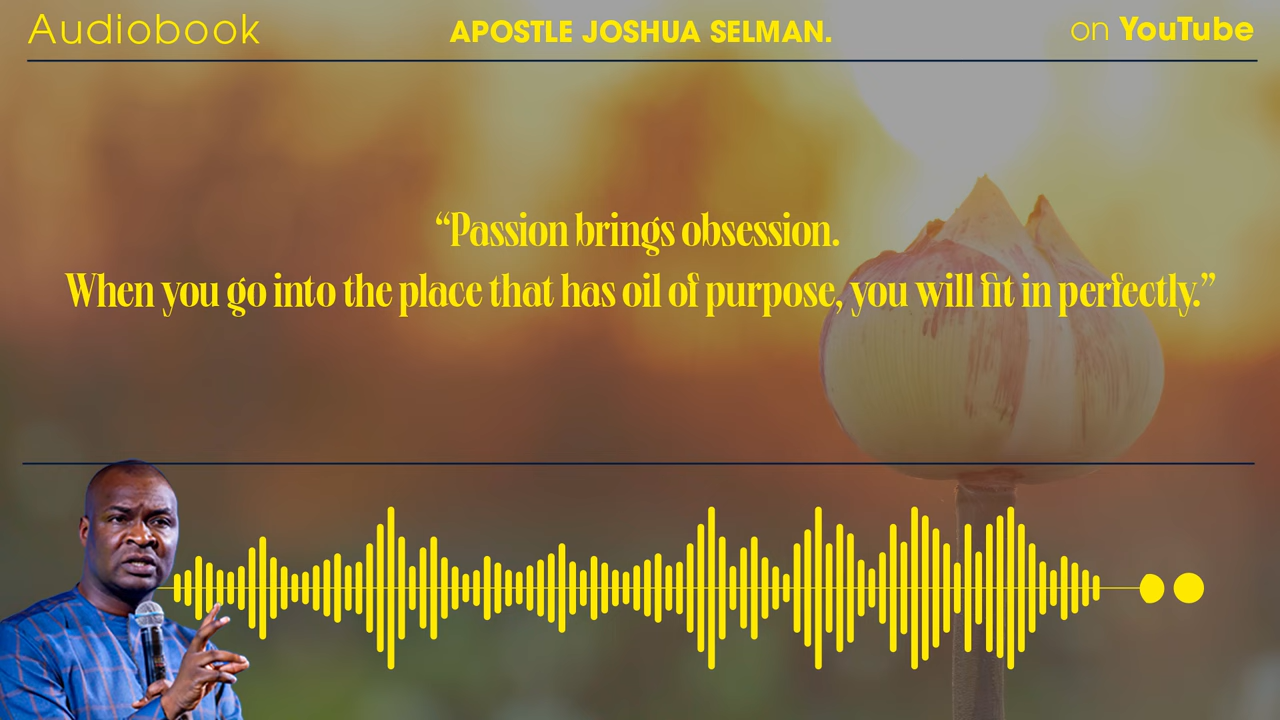 Audiobook
APOSTLE JOSHUA SELMAN.
on YouTube
“Passion brings obsession.
When you go into the place that has oil of purpose, you will fit in perfectly.”